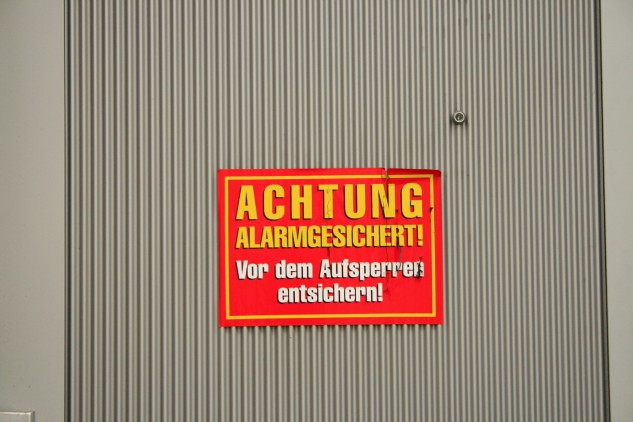 ACHTUNG
ALARMGESICHERT!
Vor dem Aufsperren
entsichern!